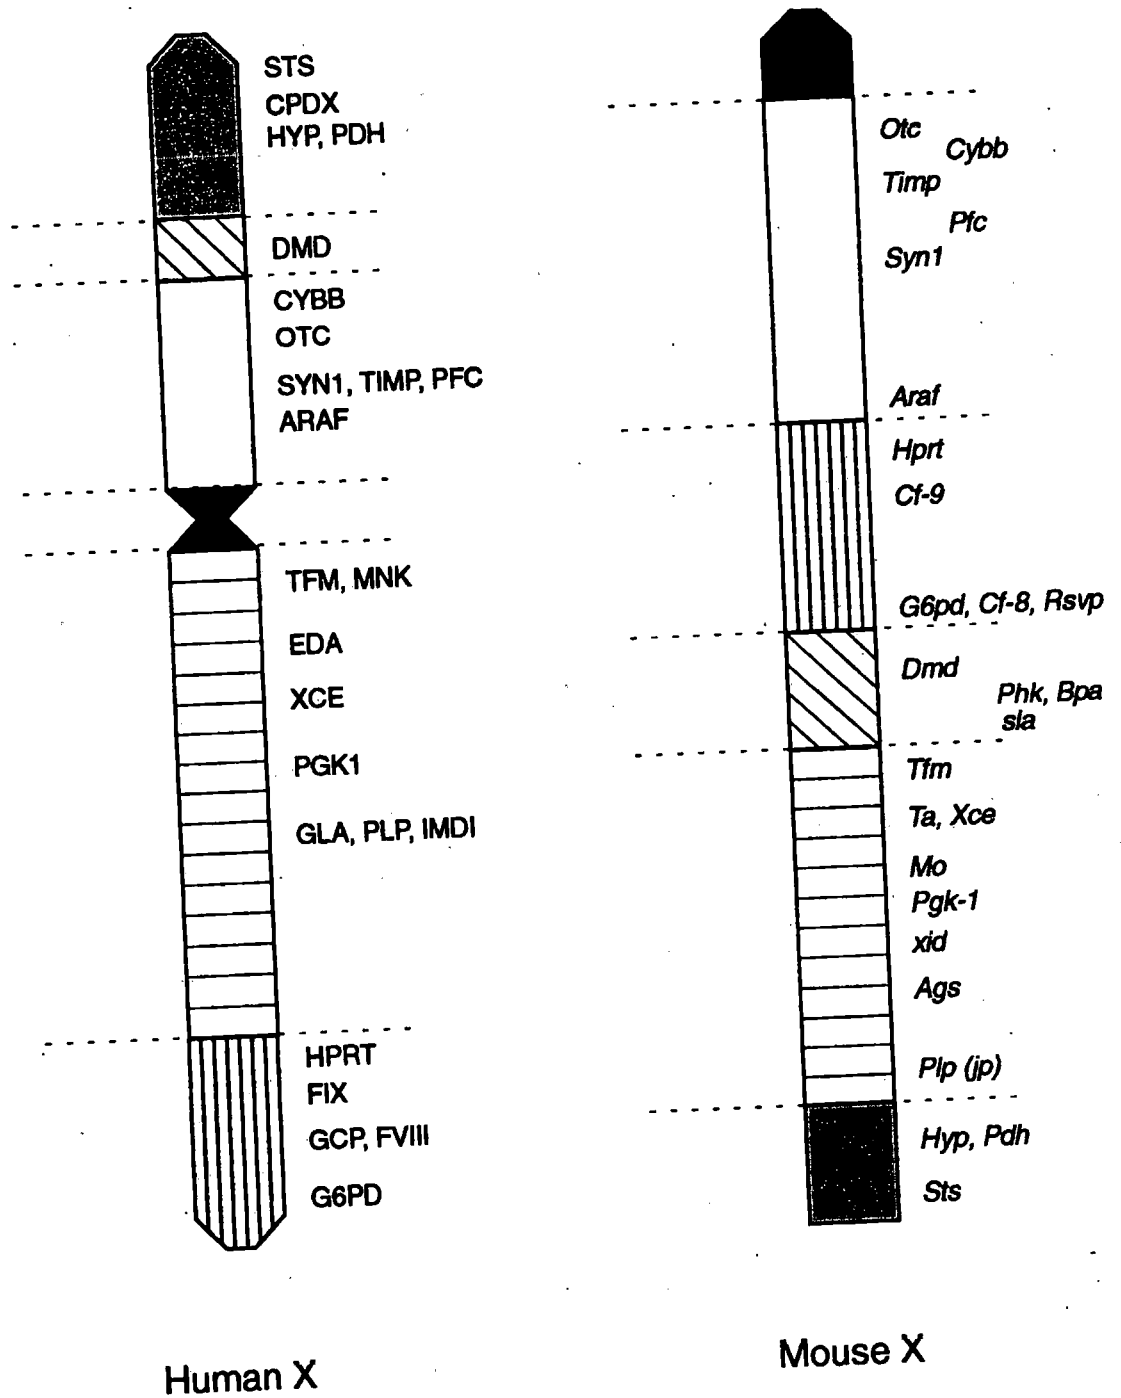 STS
CPDX
HYP, PDH
DMD
CYBB
OTC
SYN1, TIMP, PFC
ARAF
TFM, MNK
EDA
XCE
PGK1
GLA, PLP, IMDI
HPRT
FIX
GCP, FVIII
G6PD
Human X
Otc
Cybb
Timp
Pfc
Syn1
Araf
Hprt
Cf-9
G6pd, Cf-8, Rsvp
Dmd
Phk, Bpa
sla
Tfm
Ta, Xce
Mo
Pgk-1
xid
Ags
Plp (jp)
Hyp, Pdh
Sts
Mouse X